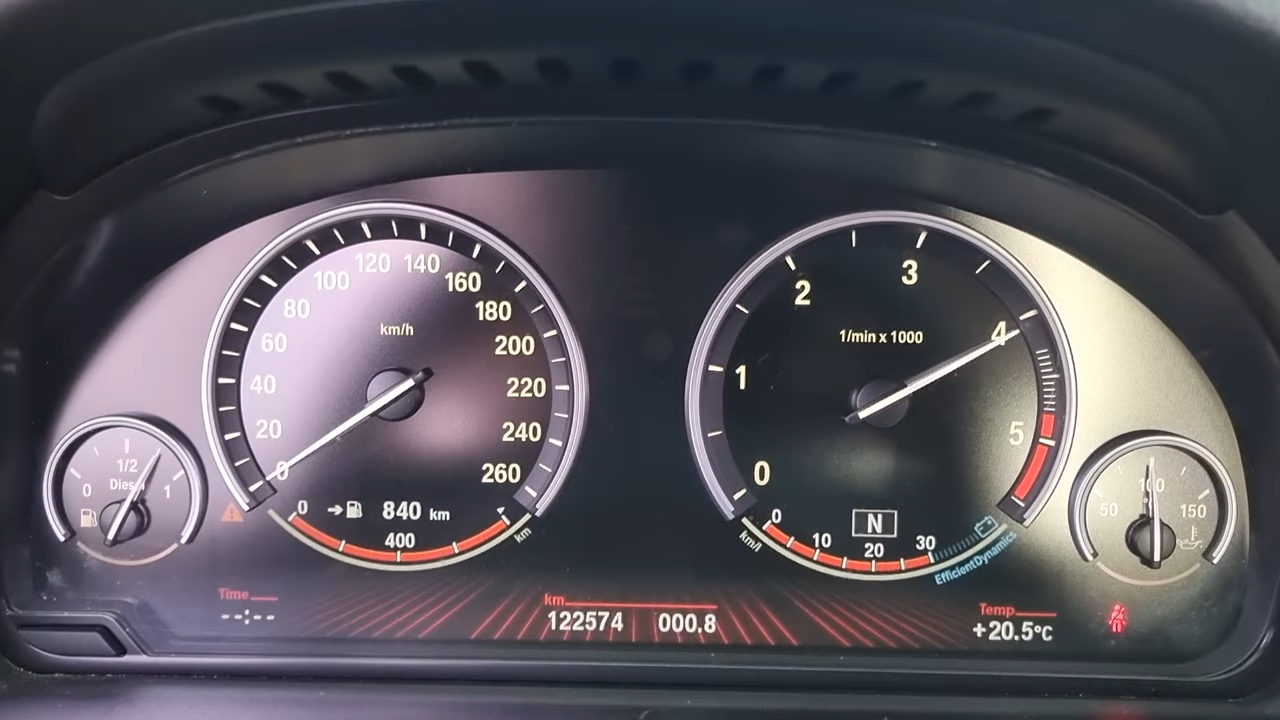 120 140
100 160
80 180
60 200
40 220
20 240
0 260
km/h
0 840 km
400
km
1/2
Diesel
0 1
3
2 4
1 5
0
1/min x 1000
N
0 10 20 30
km/l
EfficientDynamics
100
50 150
Time
--:--
km
122574 000.8
Temp
+20.5°C